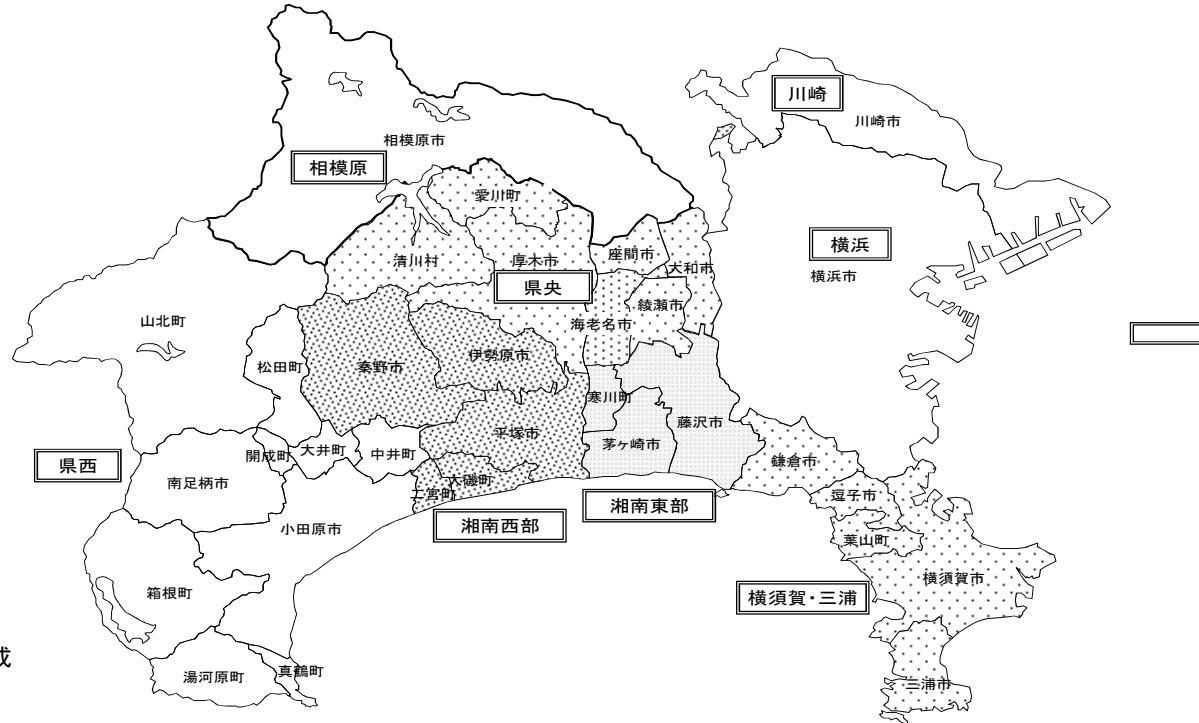 川崎
川崎市
相模原市
相模原
愛川町
横浜
座間市
清川村
厚木市
大和市
横浜市
県央
綾瀬市
山北町
海老名市
伊勢原市
松田町
秦野市
寒川町
藤沢市
平塚市
茅ヶ崎市
大井町
中井町
開成町
県西
鎌倉市
南足柄市
大磯町
二宮町
逗子市
湘南東部
湘南西部
小田原市
葉山町
横須賀市
箱根町
横須賀・三浦
成
真鶴町
湯河原町
三浦市